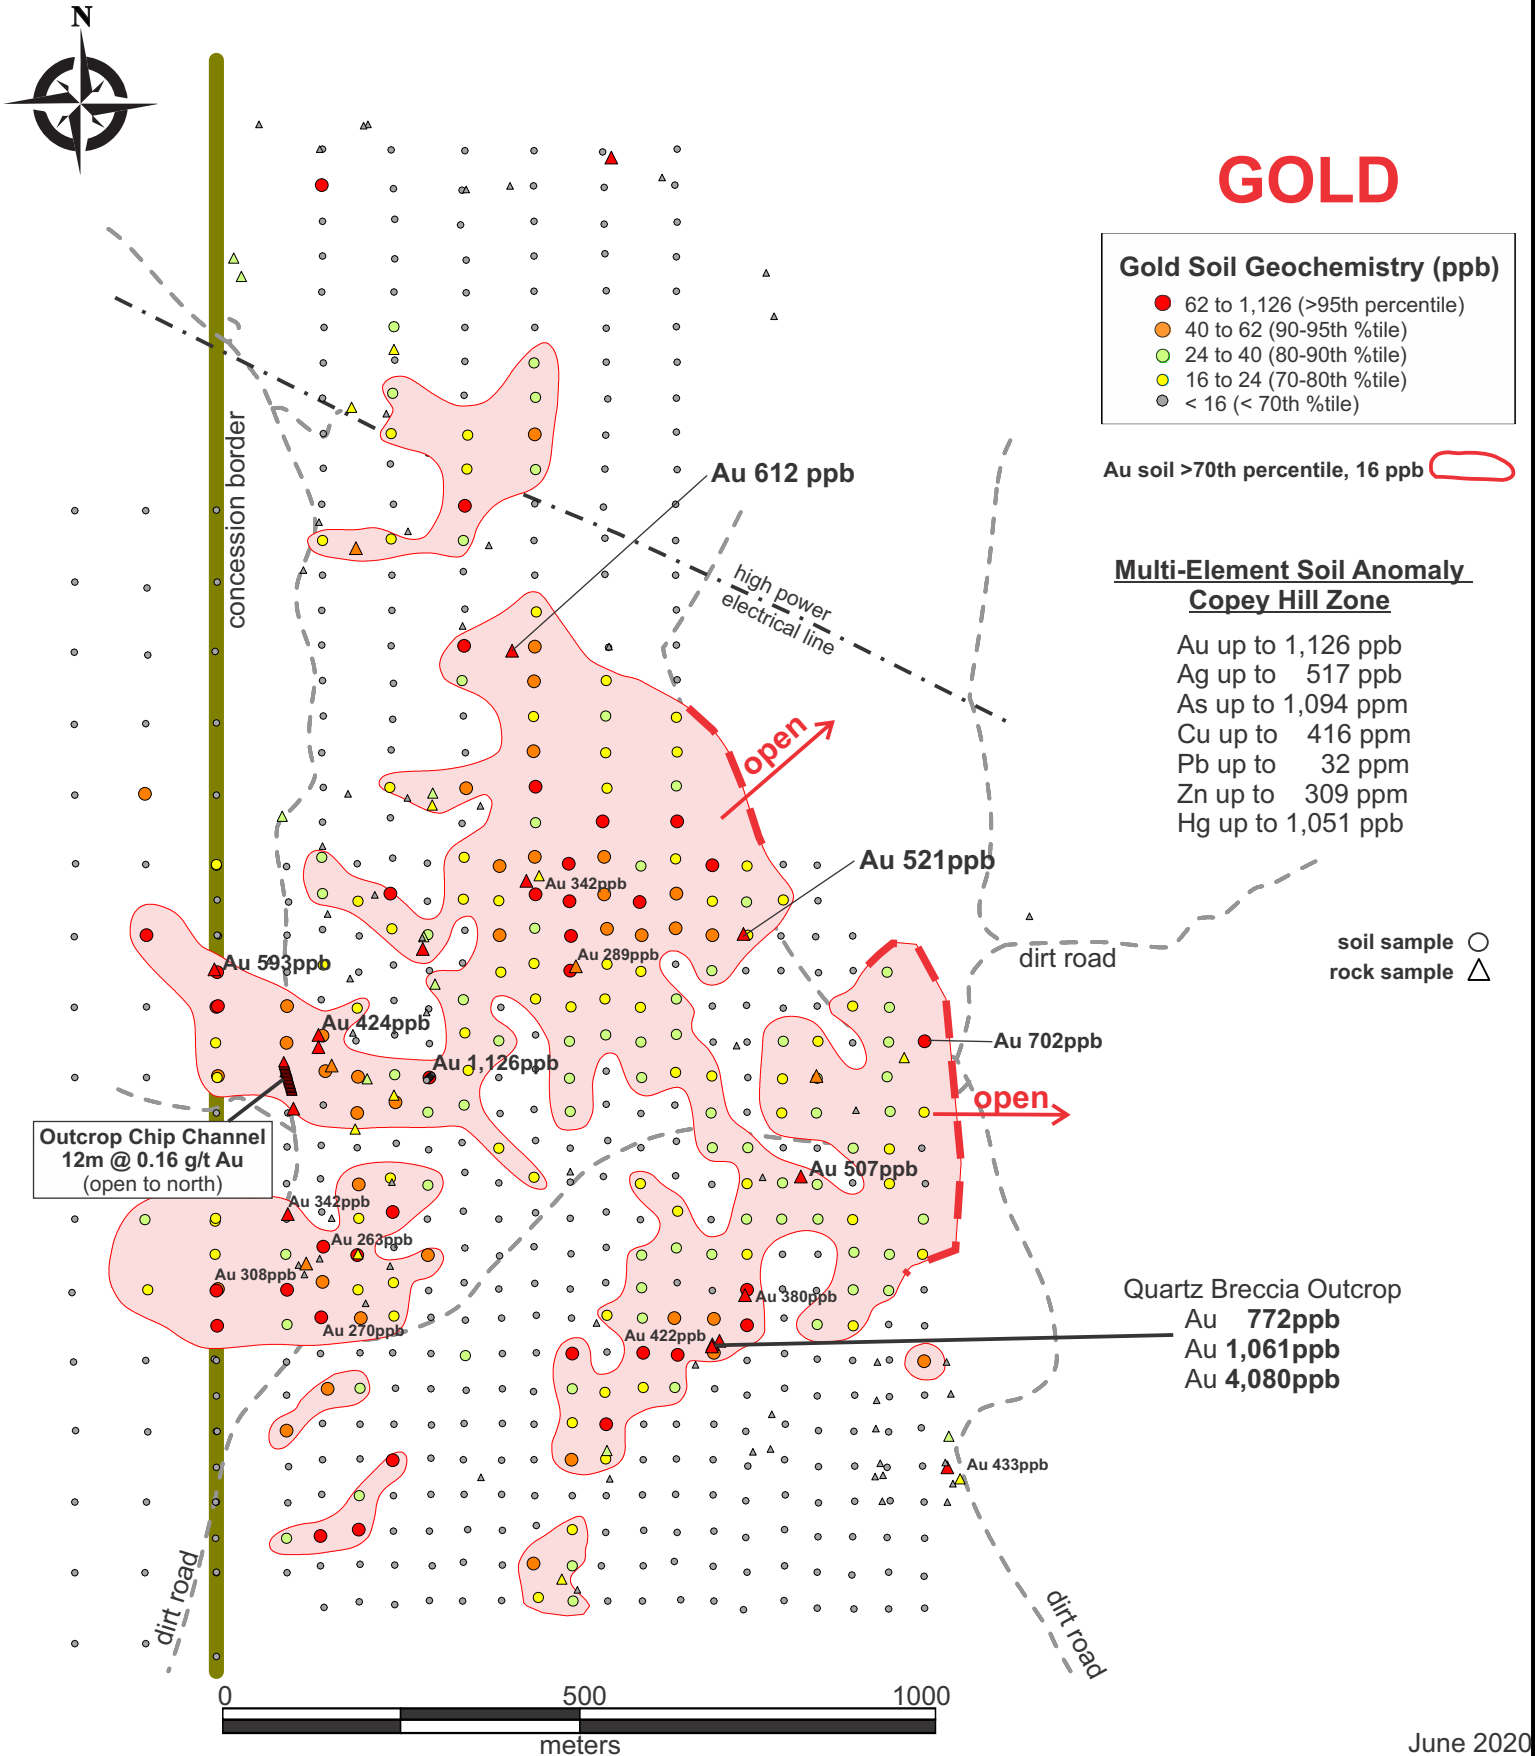 N
GOLD
Gold Soil Geochemistry (ppb)
62 to 1,126 (>95th percentile)
40 to 62 (90-95th %tile)
24 to 40 (80-90th %tile)
16 to 24 (70-80th %tile)
< 16 (< 70th %tile)
Au soil >70th percentile, 16 ppb
concession border
Au 612 ppb
high power
electrical line
Multi-Element Soil Anomaly
Copey Hill Zone
Au up to 1,126 ppb
Ag up to 517 ppb
As up to 1,094 ppm
Cu up to 416 ppm
Pb up to 32 ppm
Zn up to 309 ppm
Hg up to 1,051 ppb
open
Au 521ppb
Au 342ppb
soil sample
rock sample
dirt road
Au 289ppb
Au 593ppb
Au 424ppb
Au 702ppb
Au 1,126ppb
open
Outcrop Chip Channel
12m @ 0.16 g/t Au
(open to north)
Au 507ppb
Au 342ppb
Au 263ppb
Au 308ppb
Au 380ppb
Au 270ppb
Au 422ppb
Quartz Breccia Outcrop
Au 772ppb
Au 1,061ppb
Au 4,080ppb
Au 433ppb
dirt road
dirt road
0 500 1000
meters
June 2020